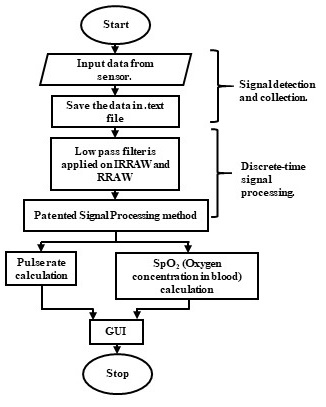 Start
Input data from
sensor.
Signal detection
and collection.
Save the data in .text
file
Low pass filter is
applied on IRRAW and
RRAW
Discrete-time
signal
processing.
Patented Signal Processing method
Pulse rate
calculation
SpO₂ (Oxygen
concentration in blood)
calculation
GUI
Stop